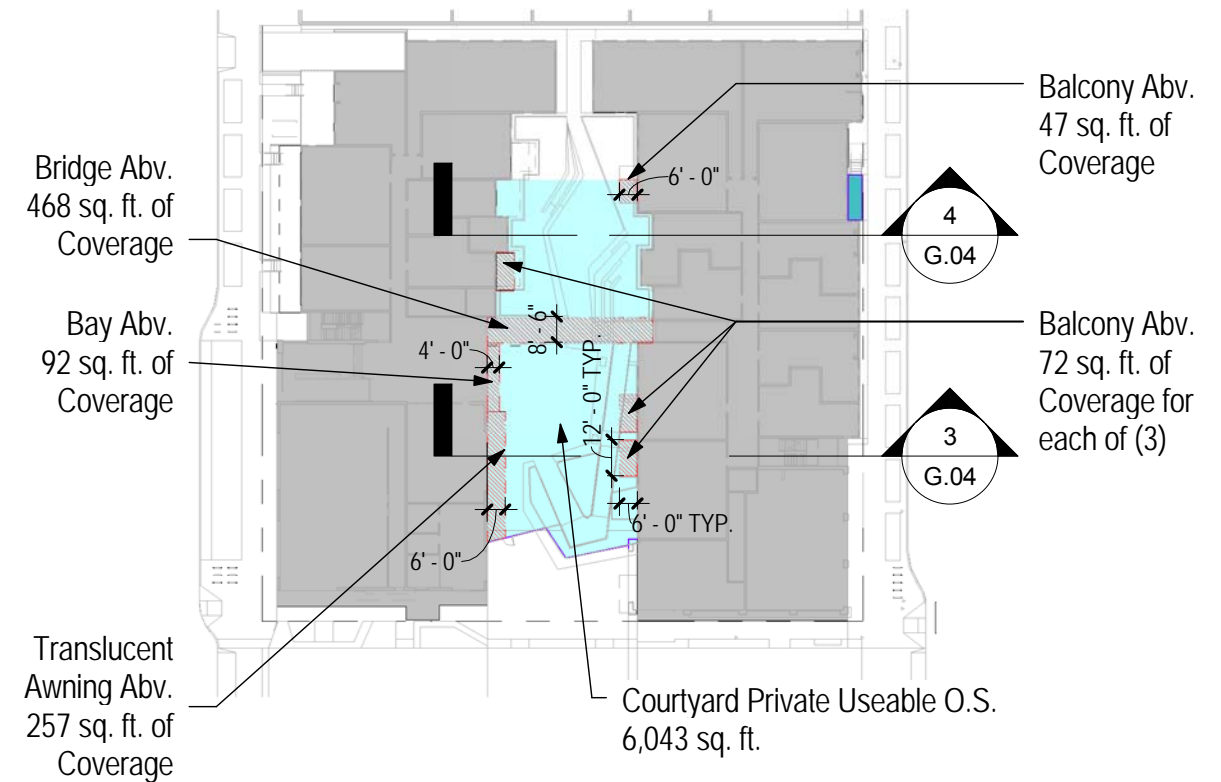 Balcony Abv.
47 sq. ft. of
Coverage
6' - 0"
Bridge Abv.
468 sq. ft. of
Coverage
4
G.04
8' - 6"
Bay Abv.
92 sq. ft. of
Coverage
4' - 0"
12' - 0" TYP.
Balcony Abv.
72 sq. ft. of
Coverage for
each of (3)
3
G.04
6' - 0"
6' - 0" TYP.
Translucent
Awning Abv.
257 sq. ft. of
Coverage
Courtyard Private Useable O.S.
6,043 sq. ft.